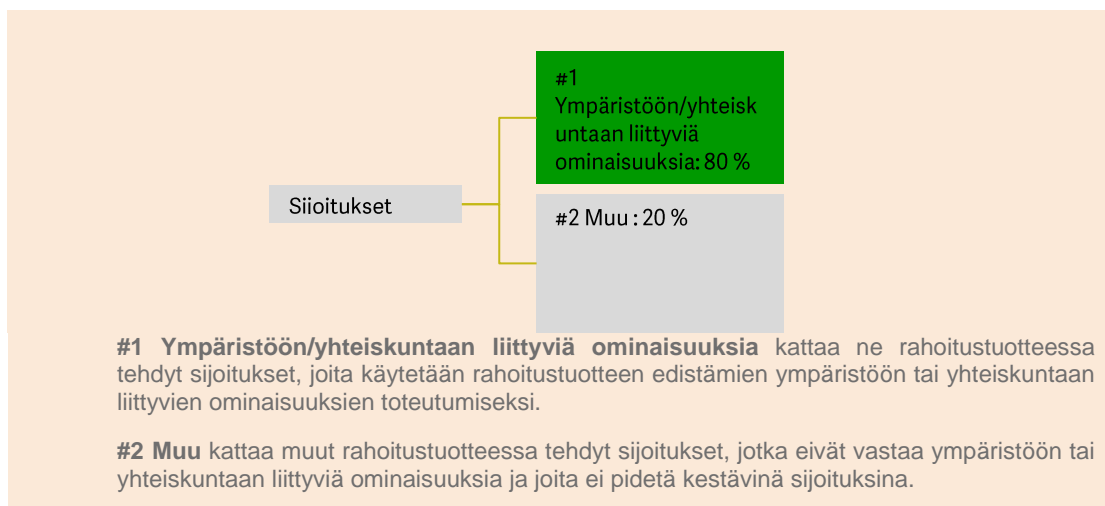 #1
Ympäristöön/yhteisk
untaan liittyviä
ominaisuuksia: 80 %
Siioitukset
#2 Muu : 20 %
#1 Ympäristöön/yhteiskuntaan liittyviä ominaisuuksia kattaa ne rahoitustuotteessa
tehdyt sijoitukset, joita käytetään rahoitustuotteen edistämien ympäristöön tai yhteiskuntaan
liittyvien ominaisuuksien toteutumiseksi.
#2 Muu kattaa muut rahoitustuotteessa tehdyt sijoitukset, jotka eivät vastaa ympäristöön tai
yhteiskuntaan liittyviä ominaisuuksia ja joita ei pidetä kestävinä sijoituksina.